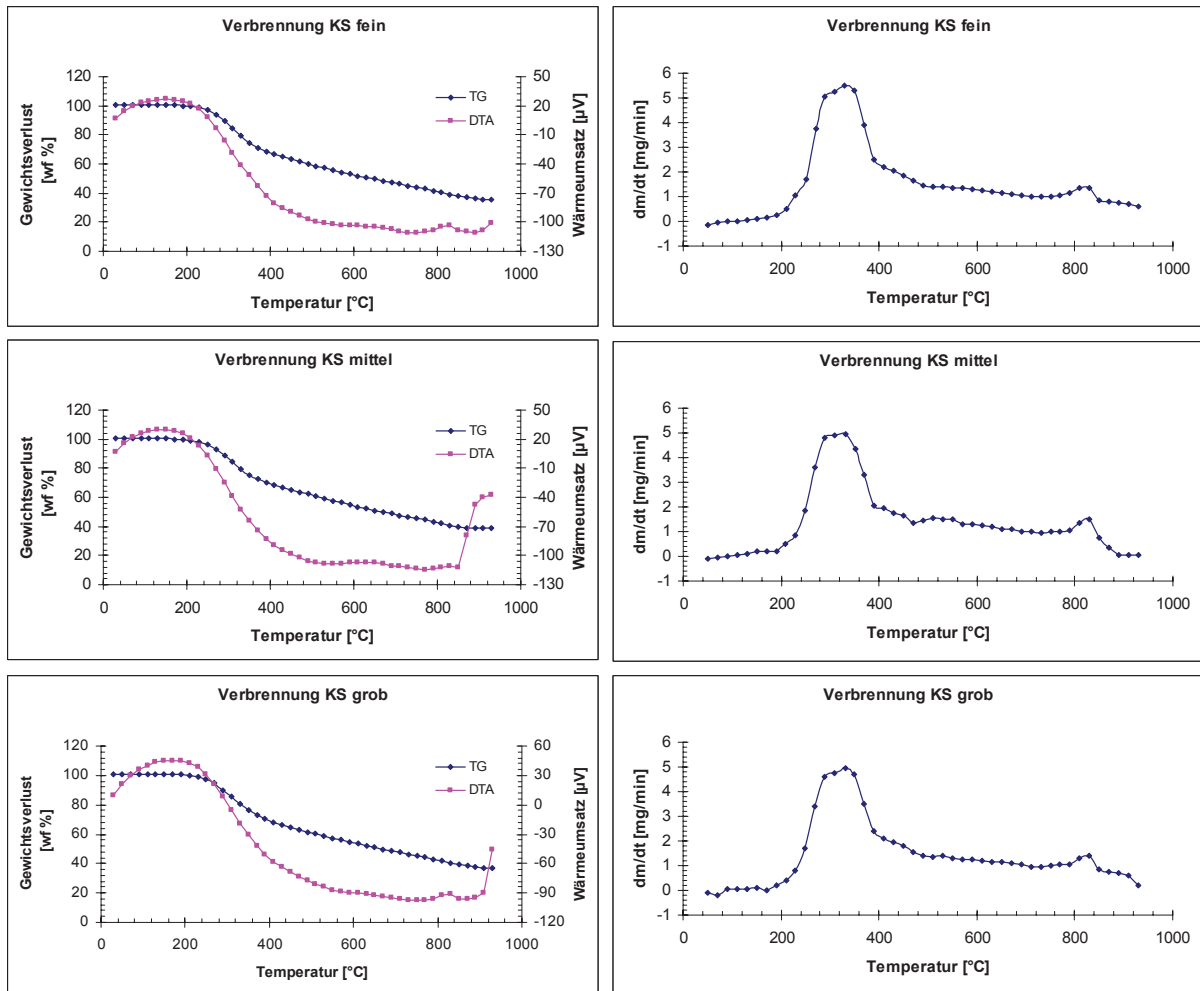 Verbrennung KS fein
Gewichtsverlust
[wf %]
120
100
80
60
40
20
0
50
20
-10
-40
-70
-100
-130
Wärmeumsatz [µV]
TG
DTA
0 200 400 600 800 1000
Temperatur [°C]
Verbrennung KS fein
dm/dt [mg/min]
6
5
4
3
2
1
0
-1
0 200 400 600 800 1000
Temperatur [°C]
Verbrennung KS mittel
Gewichtsverlust
[wf %]
120
100
80
60
40
20
0
50
20
-10
-40
-70
-100
-130
Wärmeumsatz [µV]
TG
DTA
0 200 400 600 800 1000
Temperatur [°C]
Verbrennung KS mittel
dm/dt [mg/min]
6
5
4
3
2
1
0
-1
0 200 400 600 800 1000
Temperatur [°C]
Verbrennung KS grob
Gewichtsverlust
[wf %]
120
100
80
60
40
20
0
60
30
0
-30
-60
-90
-120
Wärmeumsatz [µV]
TG
DTA
0 200 400 600 800 1000
Temperatur [°C]
Verbrennung KS grob
dm/dt [mg/min]
6
5
4
3
2
1
0
-1
0 200 400 600 800 1000
Temperatur [°C]